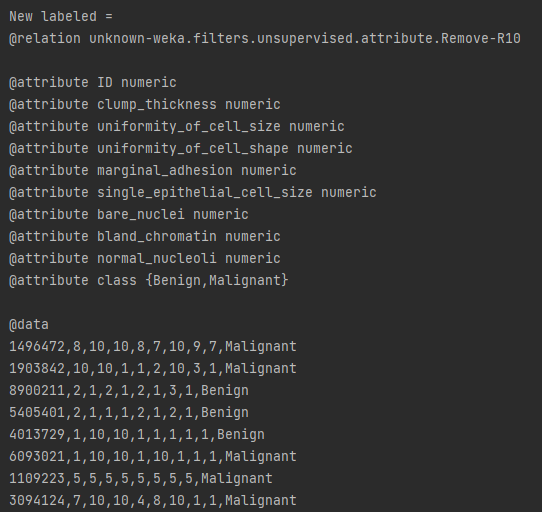 New labeled =
@relation unknown-weka.filters.unsupervised.attribute.Remove-R10
@attribute ID numeric
@attribute clump_thickness numeric
@attribute uniformity_of_cell_size numeric
@attribute uniformity_of_cell_shape numeric
@attribute marginal_adhesion numeric
@attribute single_epithelial_cell_size numeric
@attribute bare_nuclei numeric
@attribute bland_chromatin numeric
@attribute normal_nucleoli numeric
@attribute class {Benign,Malignant}
@data
1496472,8,10,10,8,7,10,9,7,Malignant
1903842,10,10,1,1,2,10,3,1,Malignant
8900211,2,1,2,1,2,1,3,1,Benign
5405401,2,1,1,1,2,1,2,1,Benign
4013729,1,10,10,1,1,1,1,1,Benign
6093021,1,10,10,1,10,1,1,1,Malignant
1109223,5,5,5,5,5,5,5,5,Malignant
3094124,7,10,10,4,8,10,1,1,Malignant